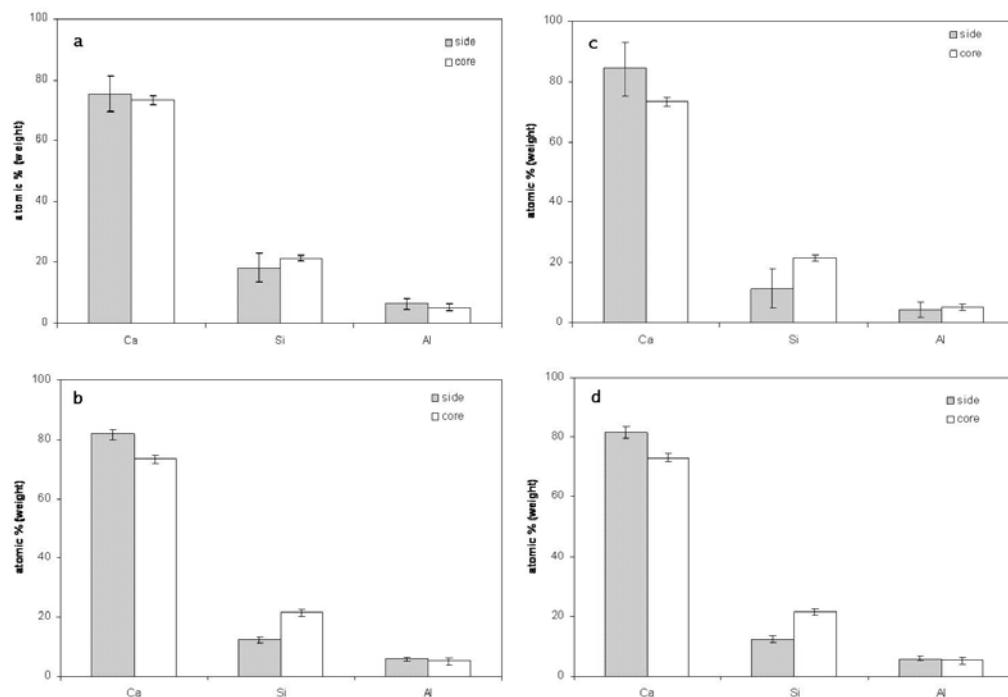 a
100
80
60
40
20
0
atomic % (weight)
side
core
Ca Si Al
c
100
80
60
40
20
0
atomic % (weight)
side
core
Ca Si Al
b
100
80
60
40
20
0
atomic % (weight)
side
core
Ca Si Al
d
100
80
60
40
20
0
atomic % (weight)
side
core
Ca Si Al